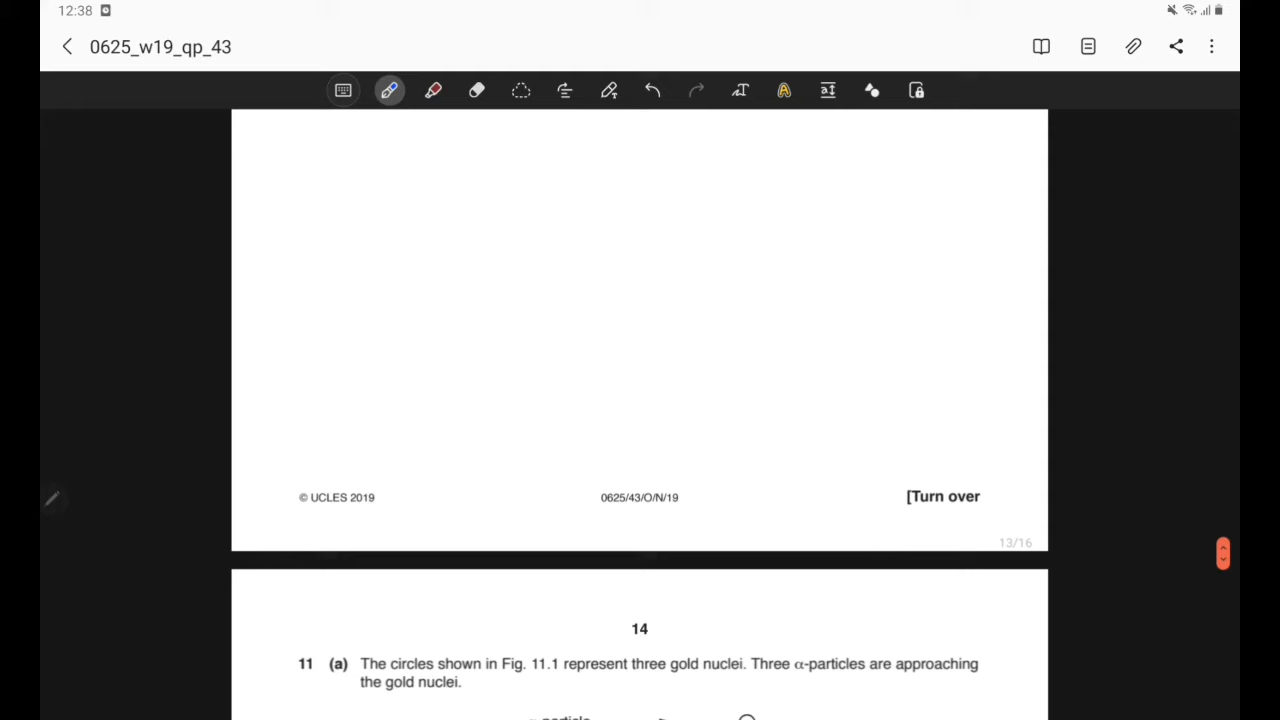 12:38
0625_w19_qp_43
© UCLES 2019
0625/43/O/N/19
[Turn over
13/16
14
11 (a) The circles shown in Fig. 11.1 represent three gold nuclei. Three α-particles are approaching
the gold nuclei.